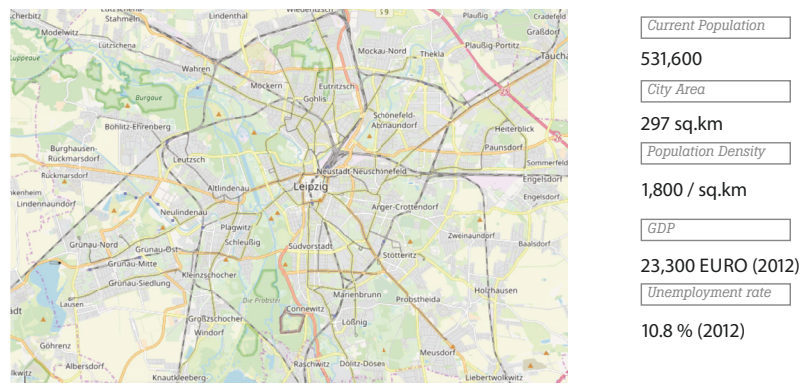 Stahmeln
Lindenthal
Wiederitzsch
Plaußig
Cradefeld
Graßdorf
Modelwitz
Lützschena
Lützschena
Mockau-Nord
Thekla
Plaußig-Portitz
Taucha
Wahren
Möckern
Eutritzsch
Gohlis
Burgaue
Böhlitz-Ehrenberg
Schönefeld-
Abtnaundorf
Heiterblick
Paunsdorf
Burghausen-
Rückmarsdorf
Leutzsch
Neustadt-Neuschönefeld
Sommerfeld
Rückmarsdorf
Altlindenau
Leipzig
Engelsdorf
Engelsdorf
Lindennaundorf
Neulindenau
Anger-Crottendorf
Plagwitz
Schleußig
Zweinaundorf
Baalsdorf
Grünau-Nord
Grünau-Ost
Südvorstadt
Stötteritz
Grünau-Mitte
Grünau-Siedlung
Kleinzschocher
Die Probstei
Marienbrunn
Probstheida
Holzhausen
Lausen
Connewitz
Großzschocher
Windorf
Lößnig
Göhrenz
Meusdorf
Albersdorf
Raschwitz
Dölitz-Dösen
Knautkleeberg-
Liebertwolkwitz
Current Population
531,600
City Area
297 sq.km
Population Density
1,800 / sq.km
GDP
23,300 EURO (2012)
Unemployment rate
10.8 % (2012)